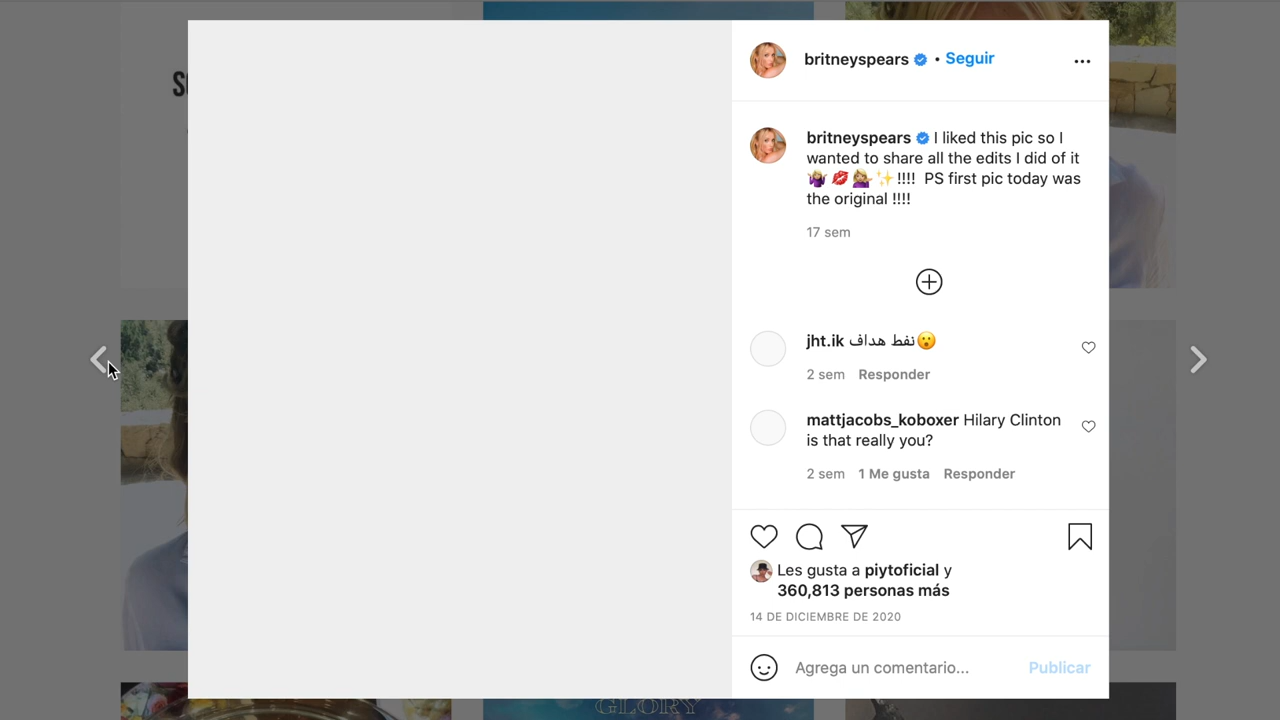 britneyspears • Seguir
britneyspears I liked this pic so I
wanted to share all the edits I did of it
🤷🏼‍♀️💋💁🏼‍♀️✨!!!! PS first pic today was
the original !!!!
17 sem
jht.ik نفط هداف😮
2 sem Responder
mattjacobs_koboxer Hilary Clinton
is that really you?
2 sem 1 Me gusta Responder
Les gusta a piytoficial y
360,813 personas más
14 DE DICIEMBRE DE 2020
Agrega un comentario... Publicar
GLORY